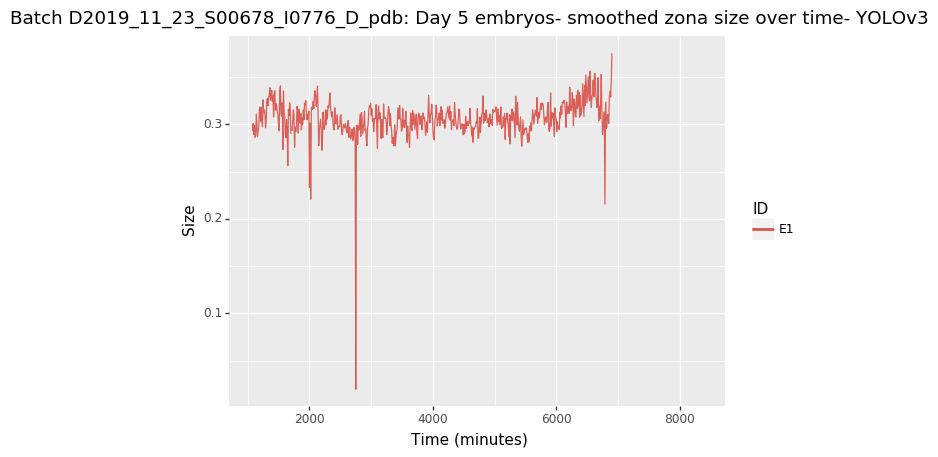 Batch D2019_11_23_S00678_I0776_D_pdb: Day 5 embryos- smoothed zona size over time- YOLOv3
0.3
0.2
0.1
Size
2000
4000
6000
8000
Time (minutes)
ID
E1